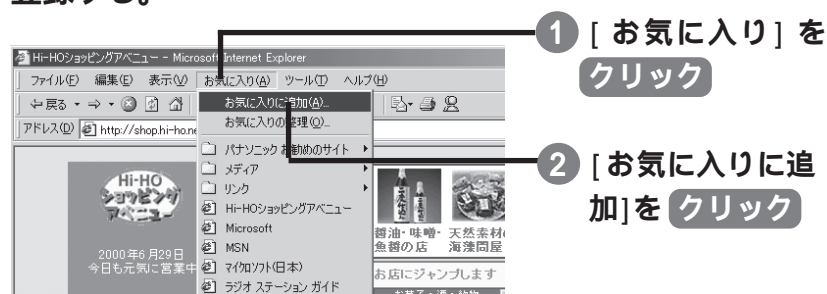 登録する。
1 [お気に入り]を
クリック
2 [お気に入りに追
加]を クリック
Hi-HOショッピングアベニュー - Microsoft Internet Explorer
ファイル(F) 編集(E) 表示(V) お気に入り(A) ツール(T) ヘルプ(H)
戻る
アドレス(D) http://shop.hi-ho.ne
お気に入りに追加(A)...
お気に入りの整理(O)...
パナソニックお勧めのサイト
メディア
リンク
Hi-HOショッピングアベニュー
Microsoft
MSN
マイクロソフト(日本)
ラジオ ステーション ガイド
Hi-HO
ショッピング
アベニュー
2000年6月29日
今日も元気に営業中
醤油・味噌・
魚醤の店
天然素材の
海藻問屋
お店にジャンプします